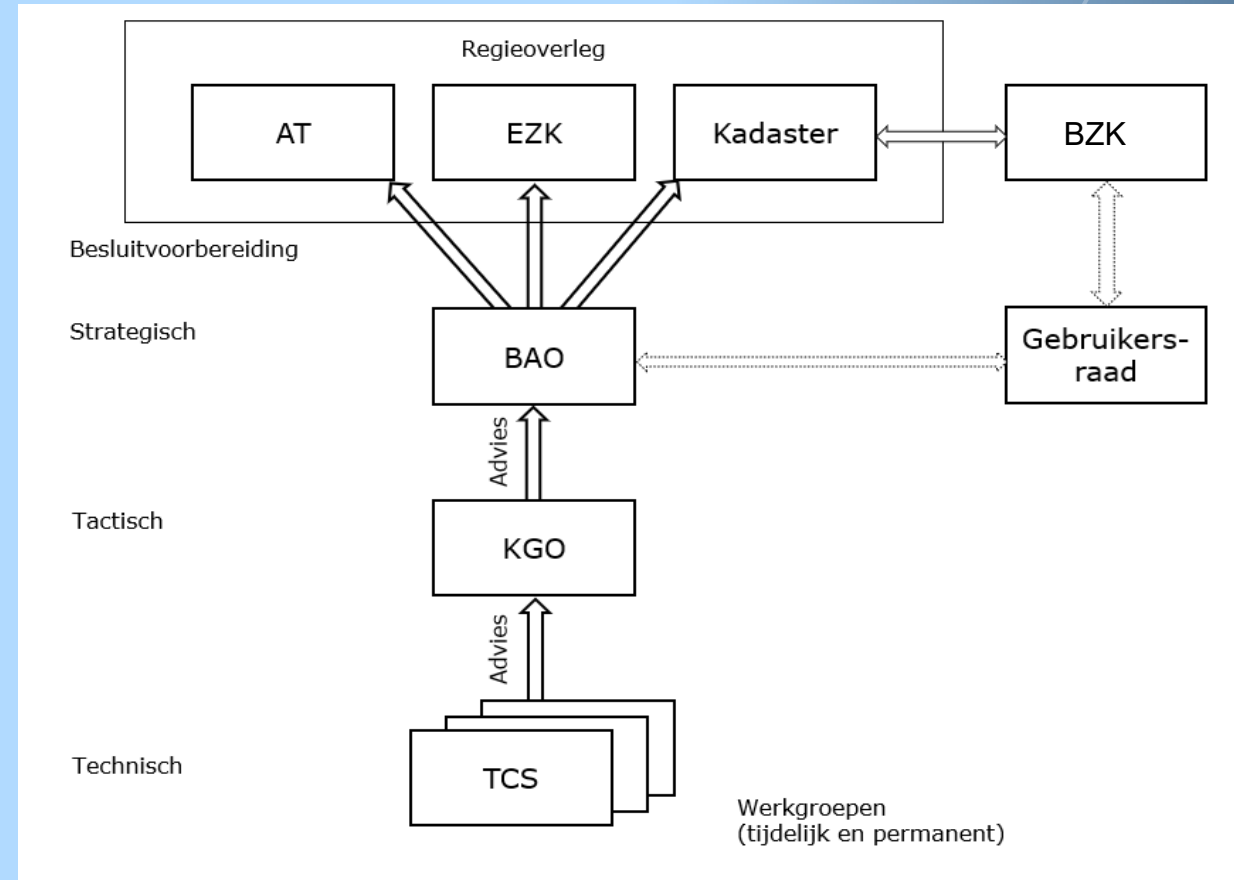 Regieoverleg
AT
EZK
Kadaster
BZK
Besluitvoorbereiding
Strategisch
BAO
Gebruikers-
raad
Advies
Tactisch
KGO
Advies
Technisch
TCS
Werkgroepen
(tijdelijk en permanent)